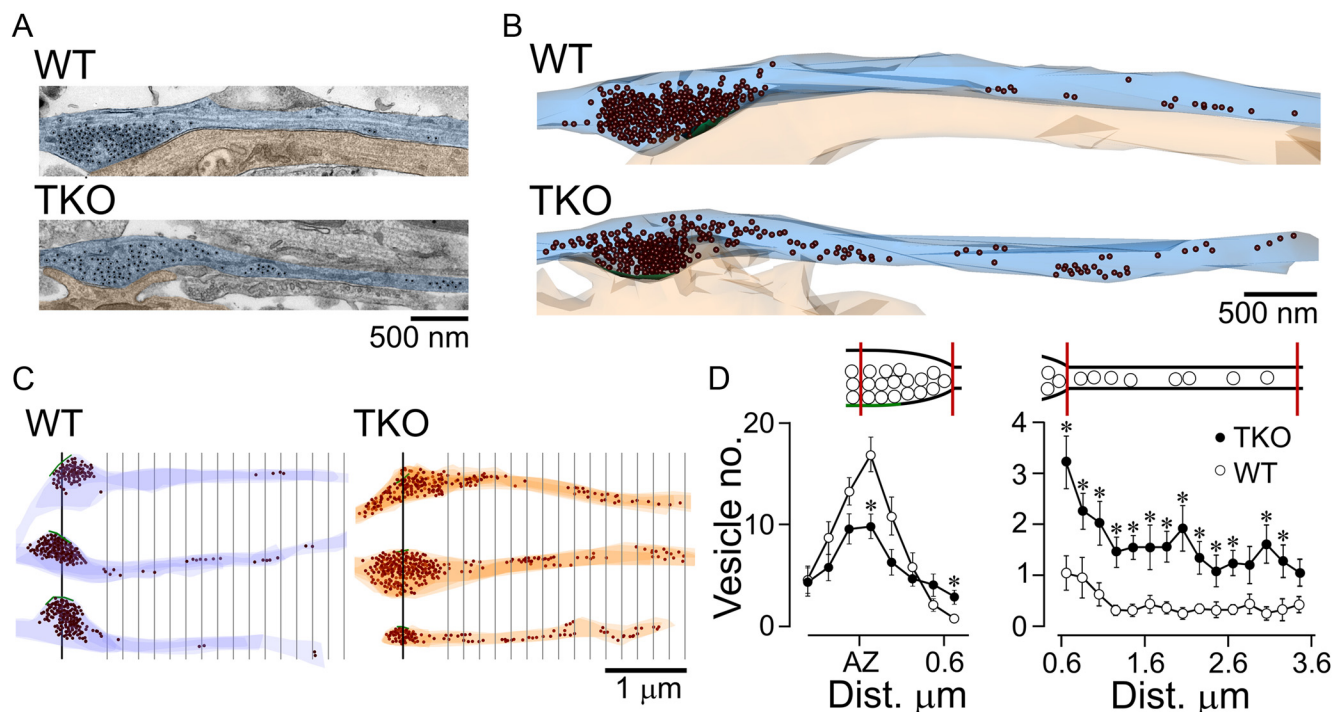 A
WT
TKO
500 nm
B
WT
TKO
500 nm
C
WT
TKO
1 μm
D
Vesicle no.
20
10
0
AZ
0.6
Dist. μm
4
3
2
1
0
* * * * * * * * * * * * * *
TKO
WT
0.6
1.6
2.6
3.6
Dist. μm